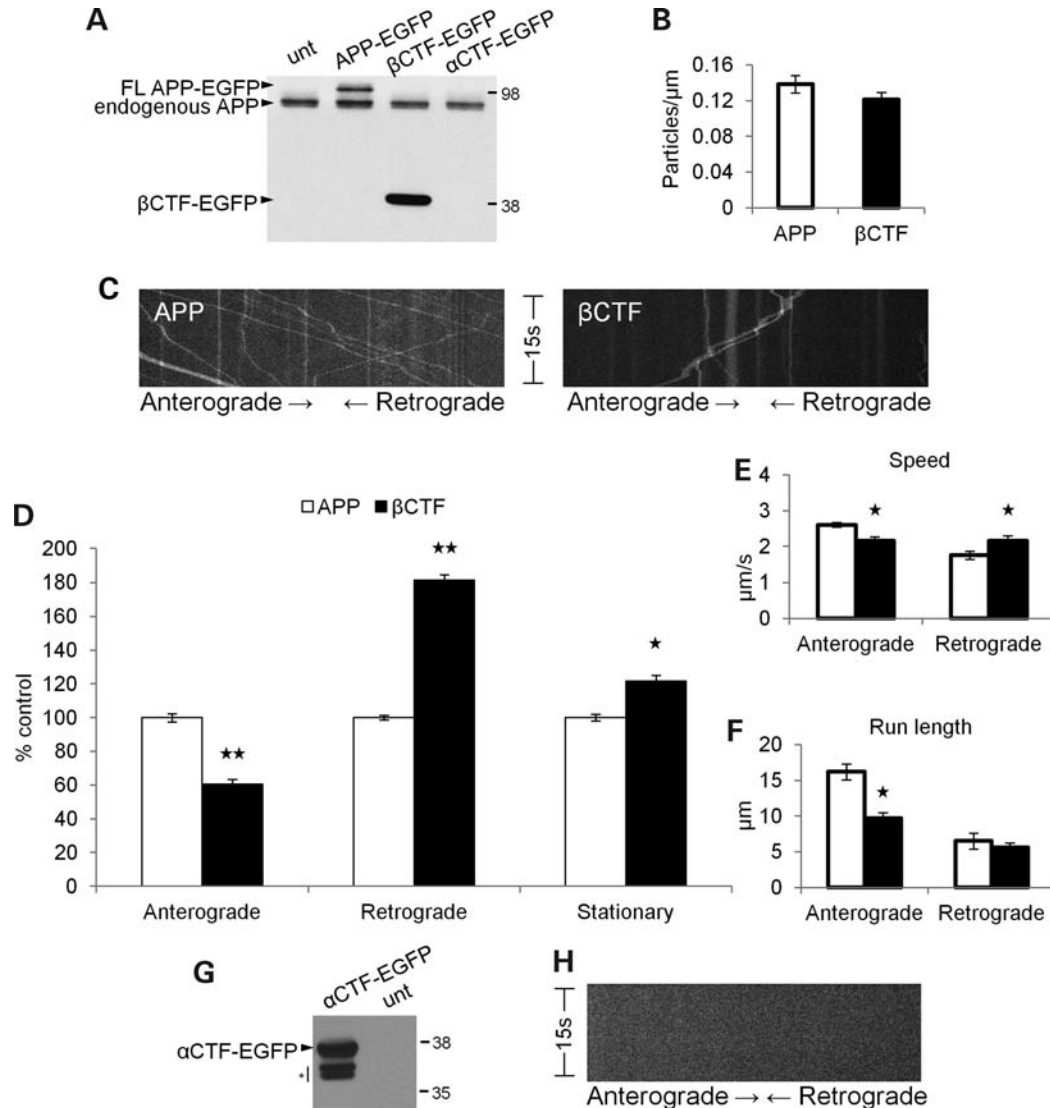 A
unt
APP-EGFP
βCTF-EGFP
αCTF-EGFP
FL APP-EGFP
endogenous APP
βCTF-EGFP
98
38
B
Particles/µm
0.16
0.12
0.08
0.04
0
APP
βCTF
C
APP
15s
βCTF
Anterograde → ← Retrograde
Anterograde → ← Retrograde
D
APP βCTF
% control
200
180
160
140
120
100
80
60
40
20
0
★★
★★
★
Anterograde Retrograde Stationary
E
Speed
µm/s
4
3
2
1
0
★ ★
Anterograde Retrograde
F
Run length
µm
20
15
10
5
0
★
Anterograde Retrograde
G
αCTF-EGFP
unt
αCTF-EGFP
*
38
35
H
15s
Anterograde → ← Retrograde